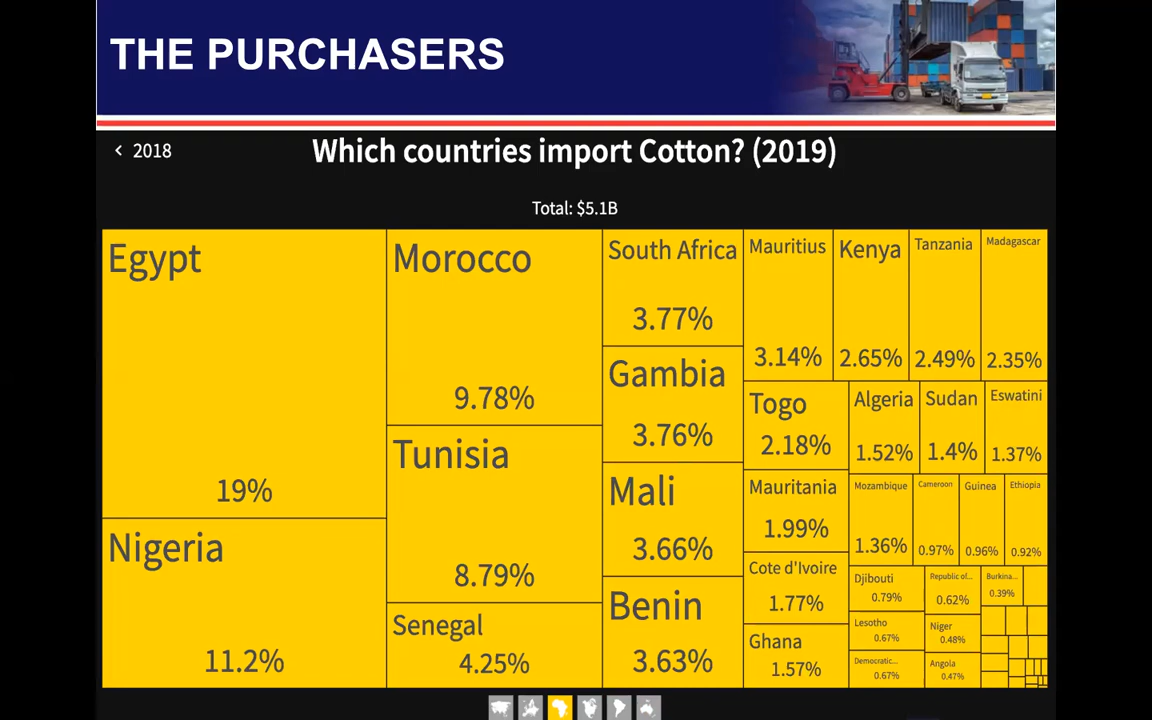 THE PURCHASERS
< 2018
Which countries import Cotton? (2019)
Total: $5.1B
Egypt
19%
Nigeria
11.2%
Morocco
9.78%
Tunisia
8.79%
Senegal
4.25%
South Africa
3.77%
Gambia
3.76%
Mali
3.66%
Benin
3.63%
Mauritius
3.14%
Kenya
2.65%
Tanzania
2.49%
Madagascar
2.35%
Togo
2.18%
Mauritania
1.99%
Cote d'Ivoire
1.77%
Ghana
1.57%
Algeria
1.52%
Sudan
1.4%
Eswatini
1.37%
Mozambique
1.36%
Cameroon
0.97%
Guinea
0.96%
Ethiopia
0.92%
Djibouti
0.79%
Lesotho
0.67%
Democratic...
0.67%
Republic of...
0.62%
Niger
0.48%
Angola
0.47%
Burkina...
0.39%